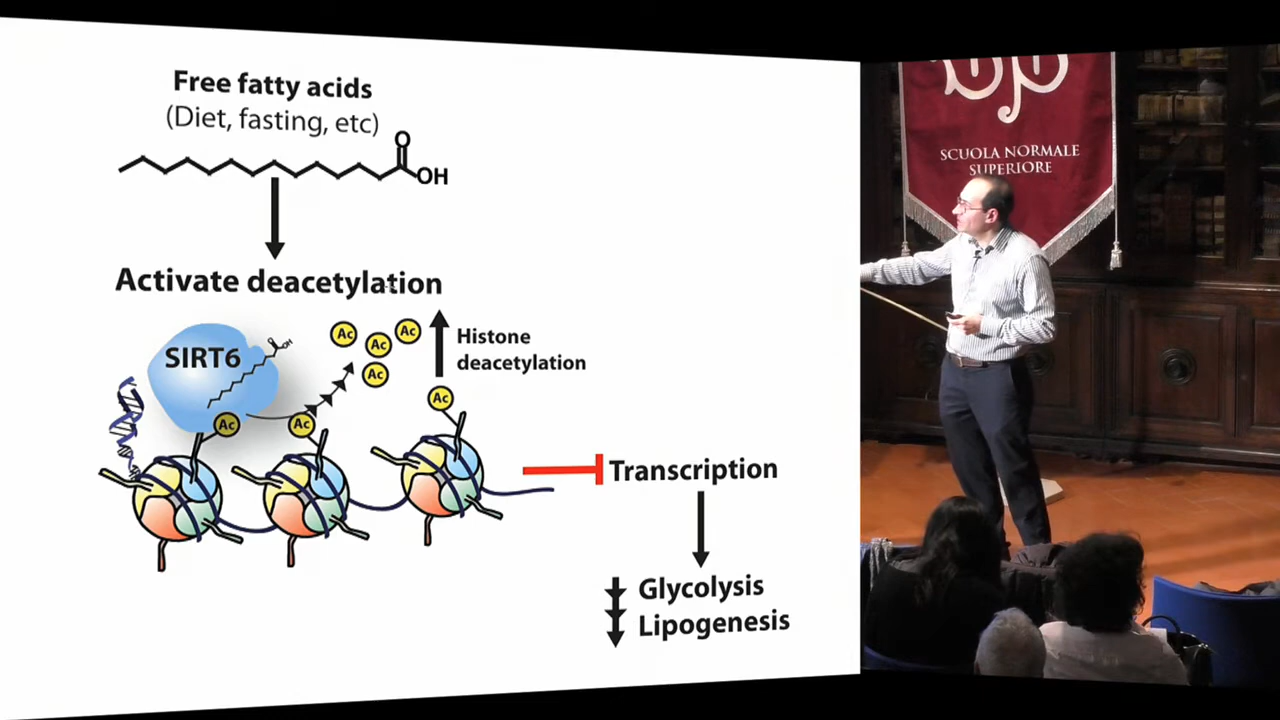 Free fatty acids
(Diet, fasting, etc)
O
OH
Activate deacetylation
SIRT6
OH
Ac
Ac
Ac
Ac
Histone
deacetylation
Ac
Ac
Ac
Transcription
Glycolysis
Lipogenesis
SCUOLA NORMALE
SUPERIORE